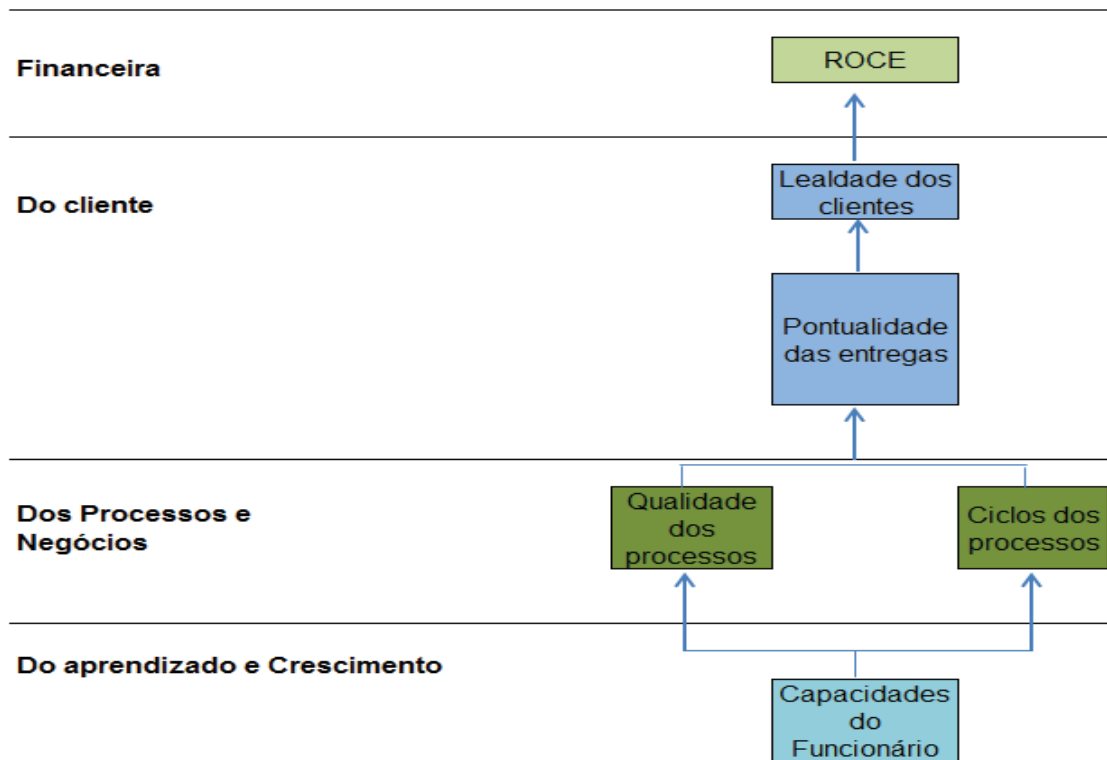 Financeira
ROCE
Do cliente
Lealdade dos
clientes
Pontualidade
das entregas
Dos Processos e
Negócios
Qualidade
dos
processos
Ciclos dos
processos
Do aprendizado e Crescimento
Capacidades
do
Funcionário